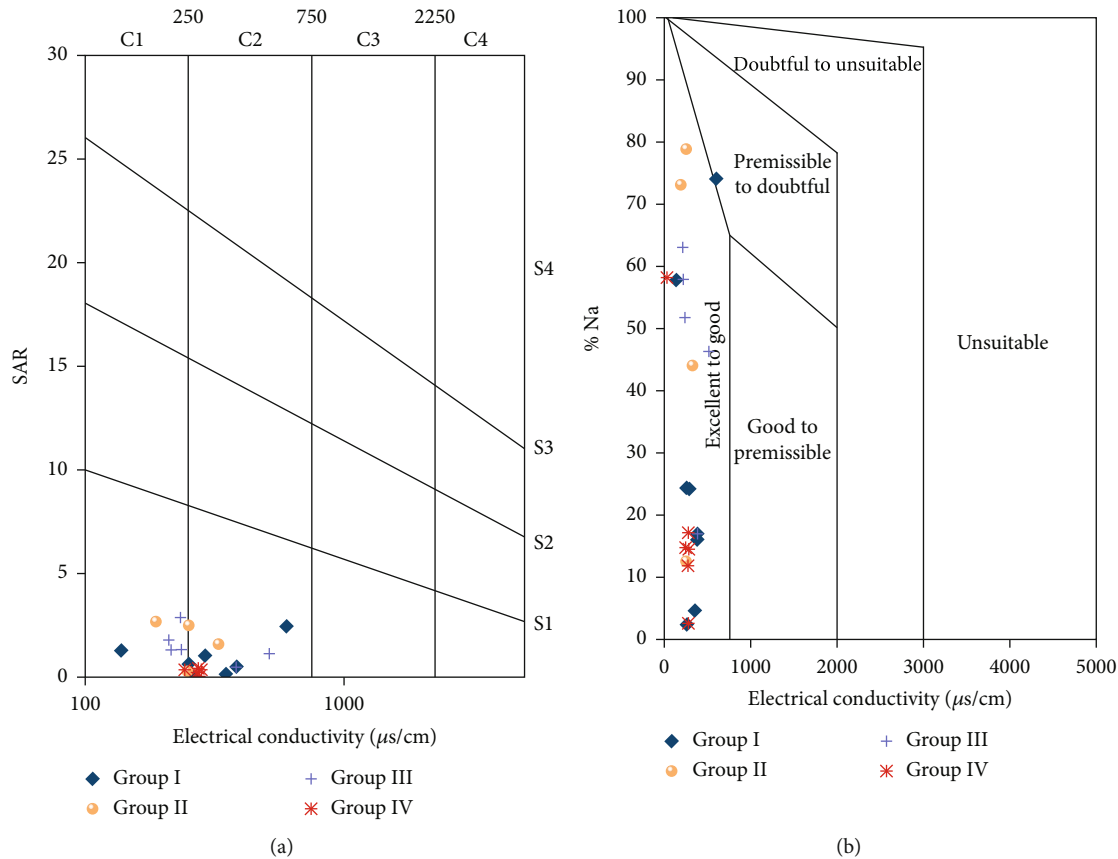 250 750 2250
C1 C2 C3 C4
30
25
20
15
10
5
0
SAR
S4
S3
S2
S1
100 1000
Electrical conductivity (μs/cm)
Group I Group III
Group II Group IV
(a)
100
90
80
70
60
50
40
30
20
10
0
% Na
Doubtful to unsuitable
Premissible
to doubtful
Excellent to good
Good to
premissible
Unsuitable
0 1000 2000 3000 4000 5000
Electrical conductivity (μs/cm)
Group I Group III
Group II Group IV
(b)